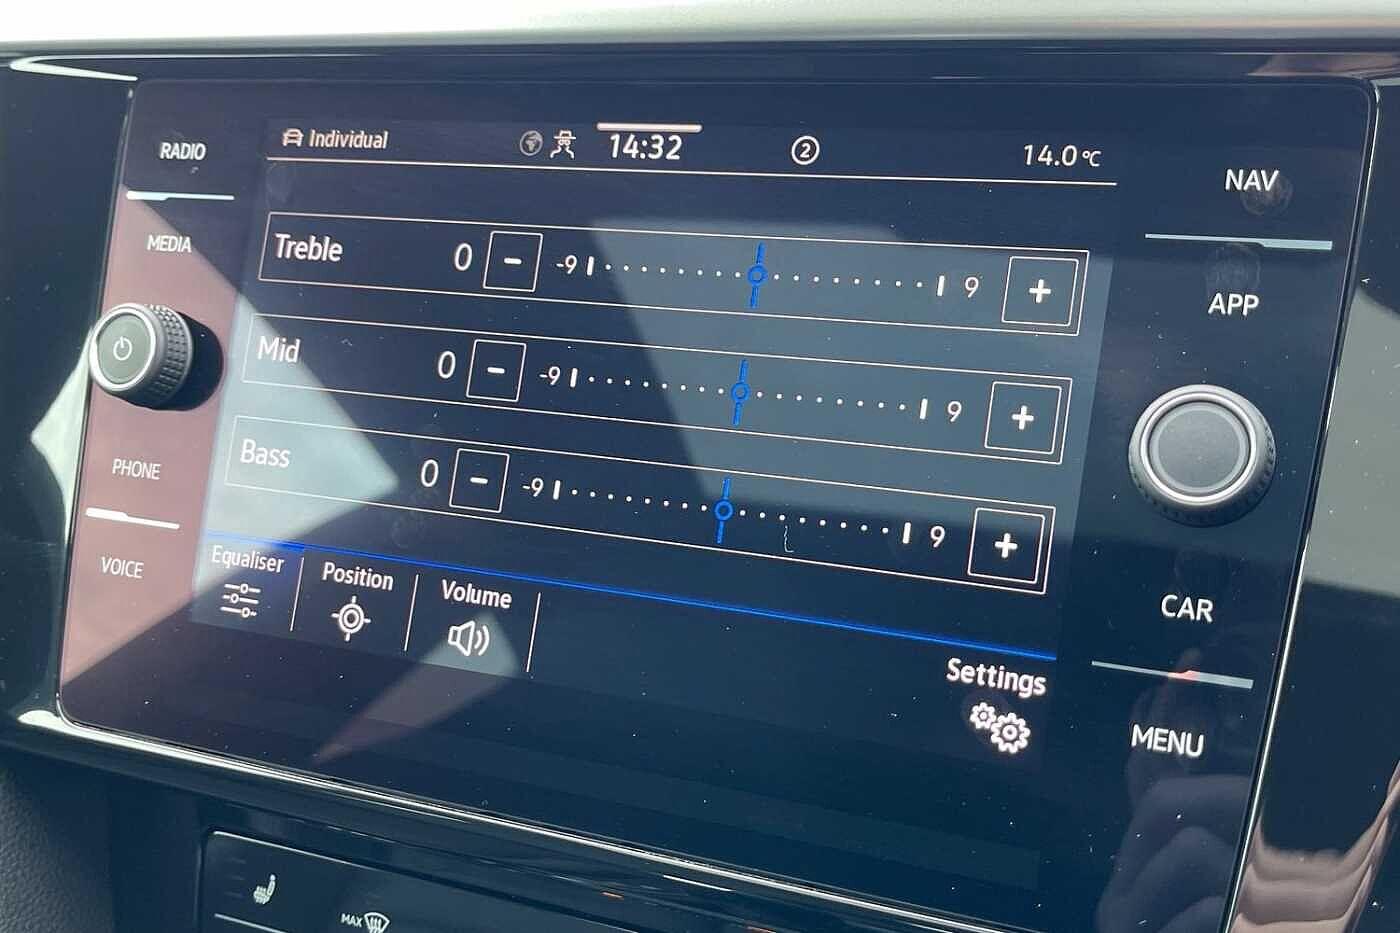 RADIO
MEDIA
PHONE
VOICE
Individual 14:32 2 14.0°C
Treble 0 - -9 9 +
Mid 0 - -9 9 +
Bass 0 - -9 9 +
Equaliser Position Volume
Settings
NAV
APP
CAR
MENU
MAX